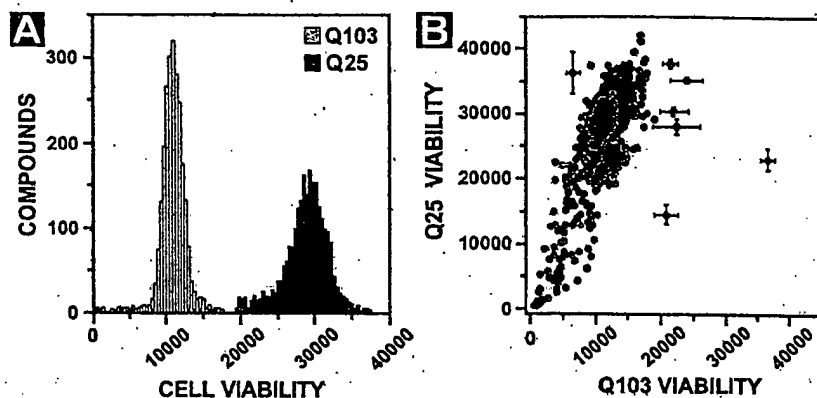 A
Q103
Q25
300
200
100
0
COMPOUNDS
0
10000
20000
30000
40000
CELL VIABILITY
B
40000
30000
20000
10000
0
Q25 VIABILITY
0
10000
20000
30000
40000
Q103 VIABILITY